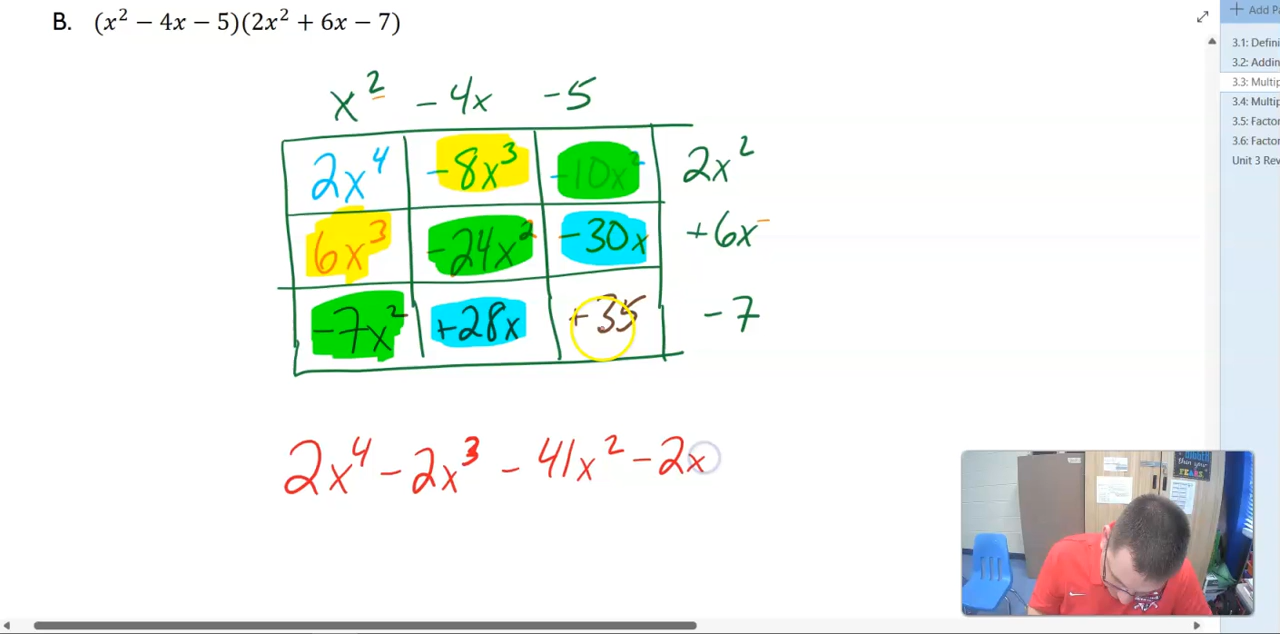 B. (x² − 4x − 5)(2x² + 6x − 7)
x² − 4x −5
2x⁴ −8x³ −10x² 2x²
6x³ −24x² −30x +6x
−7x² +28x +35 −7
2x⁴ − 2x³ − 41x² − 2x
Add Pa
3.1: Defini
3.2: Addin
3.3: Multip
3.4: Multip
3.5: Factor
3.6: Factor
Unit 3 Rev
then your